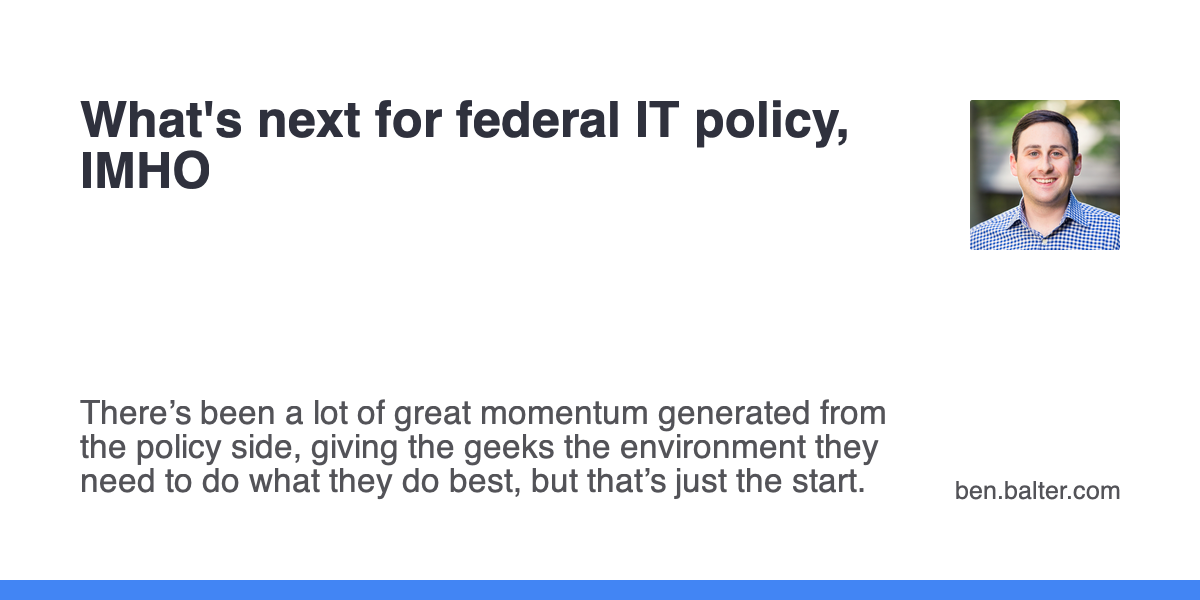 What's next for federal IT policy,
IMHO
There’s been a lot of great momentum generated from
the policy side, giving the geeks the environment they
need to do what they do best, but that’s just the start.
ben.balter.com